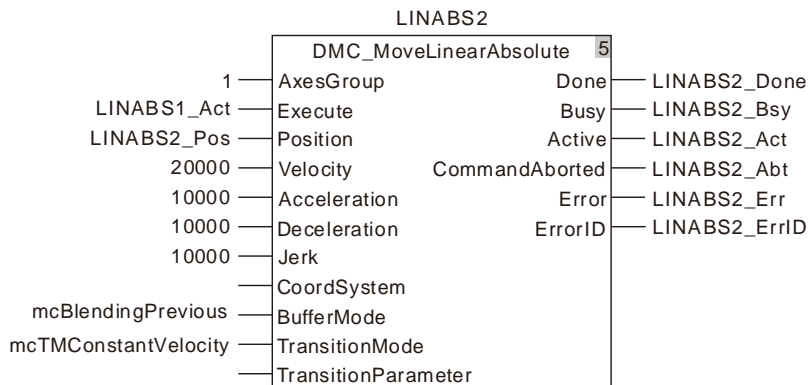 LINABS2
DMC_MoveLinearAbsolute 5
1 AxesGroup Done LINABS2_Done
LINABS1_Act Execute Busy LINABS2_Bsy
LINABS2_Pos Position Active LINABS2_Act
20000 Velocity CommandAborted LINABS2_Abt
10000 Acceleration Error LINABS2_Err
10000 Deceleration ErrorID LINABS2_ErrID
10000 Jerk
CoordSystem
mcBlendingPrevious BufferMode
mcTMConstantVelocity TransitionMode
TransitionParameter